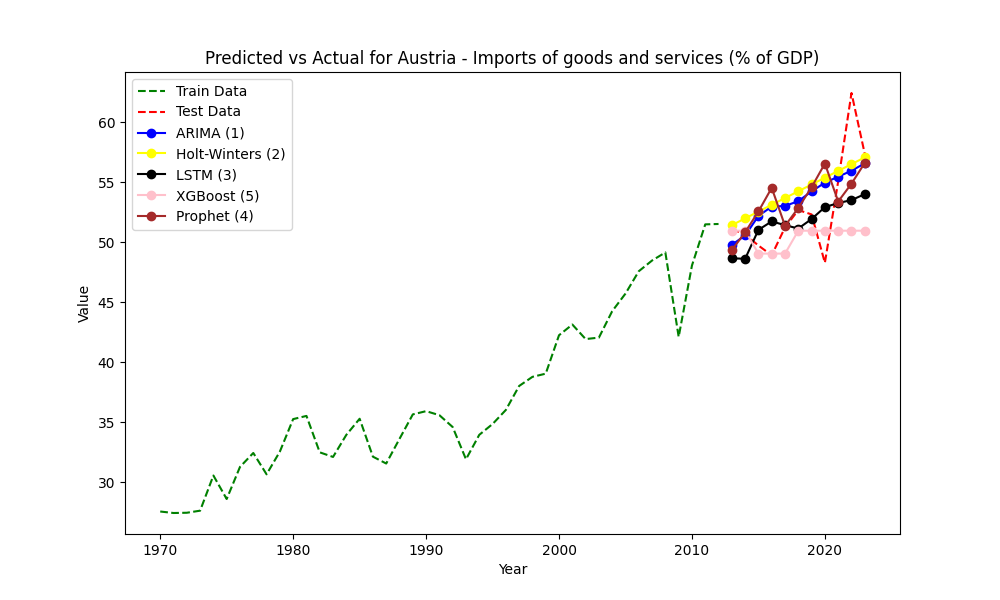 Predicted vs Actual for Austria - Imports of goods and services (% of GDP)
Train Data
Test Data
ARIMA (1)
Holt-Winters (2)
LSTM (3)
XGBoost (5)
Prophet (4)
Value
60
55
50
45
40
35
30
1970 1980 1990 2000 2010 2020
Year